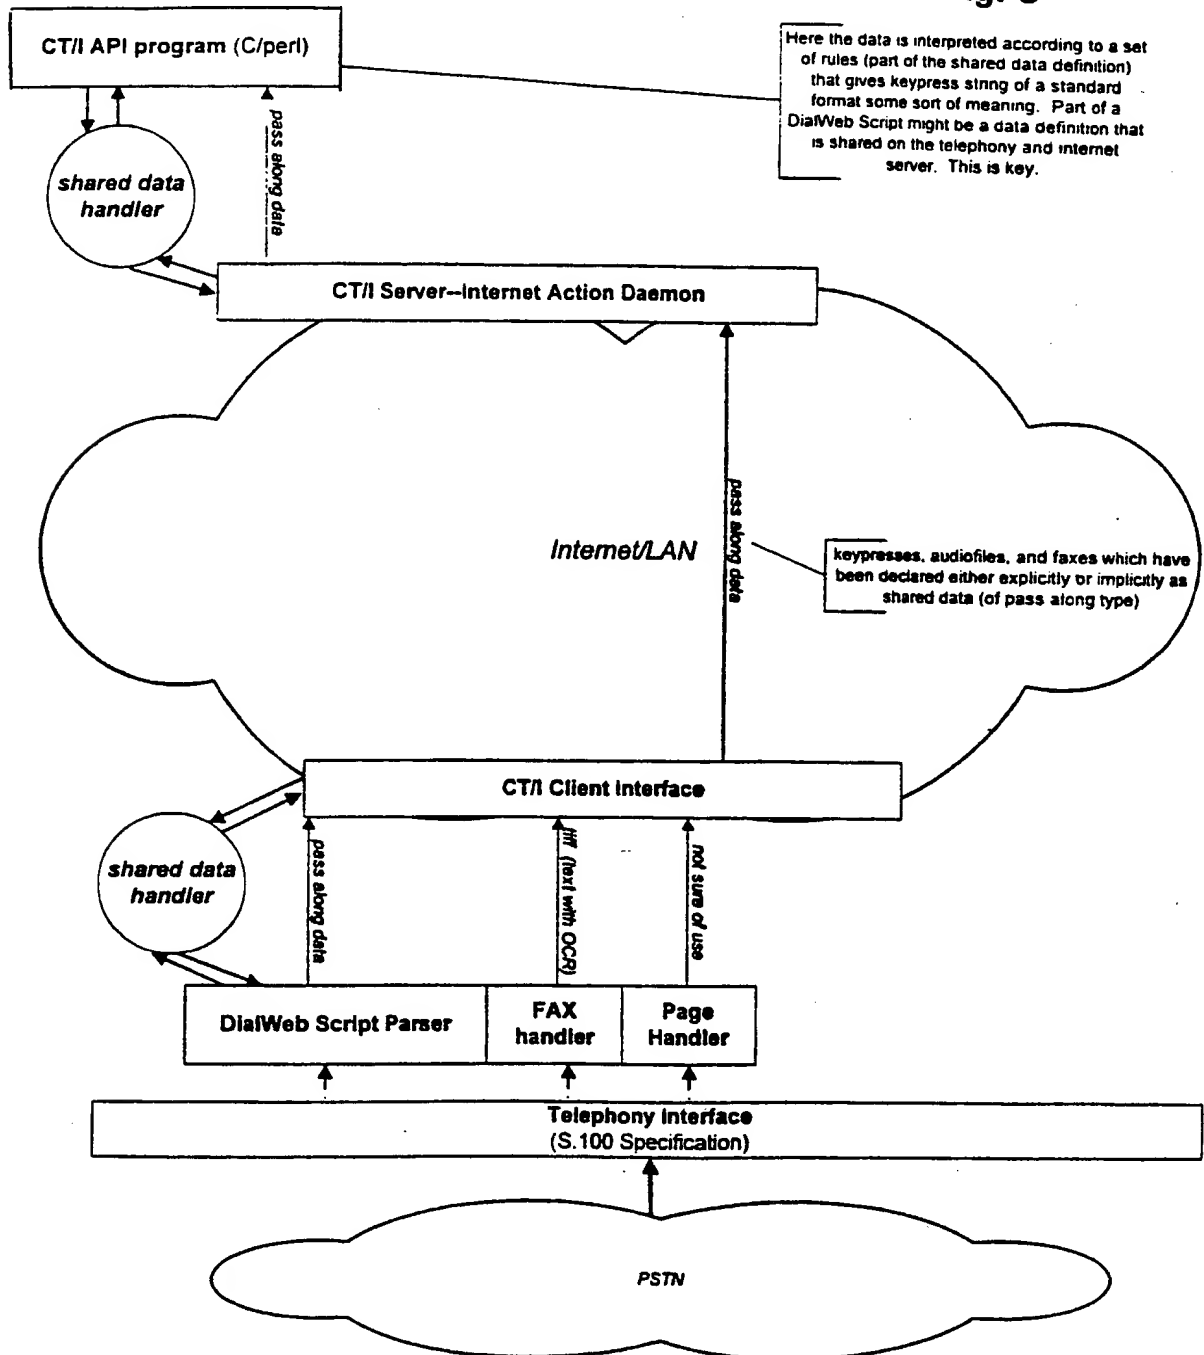 CT/I API program (C/perl)
Here the data is interpreted according to a set
of rules (part of the shared data definition)
that gives keypress string of a standard
format some sort of meaning. Part of a
DialWeb Script might be a data definition that
is shared on the telephony and internet
server. This is key.
pass along data
shared data
handler
CT/I Server--Internet Action Daemon
Internet/LAN
pass along data
keypresses, audiofiles, and faxes which have
been declared either explicitly or implicitly as
shared data (of pass along type)
CT/I Client Interface
shared data
handler
pass along data
(text with OCR)
not sure of use
DialWeb Script Parser
FAX
handler
Page
Handler
Telephony Interface
(S.100 Specification)
PSTN